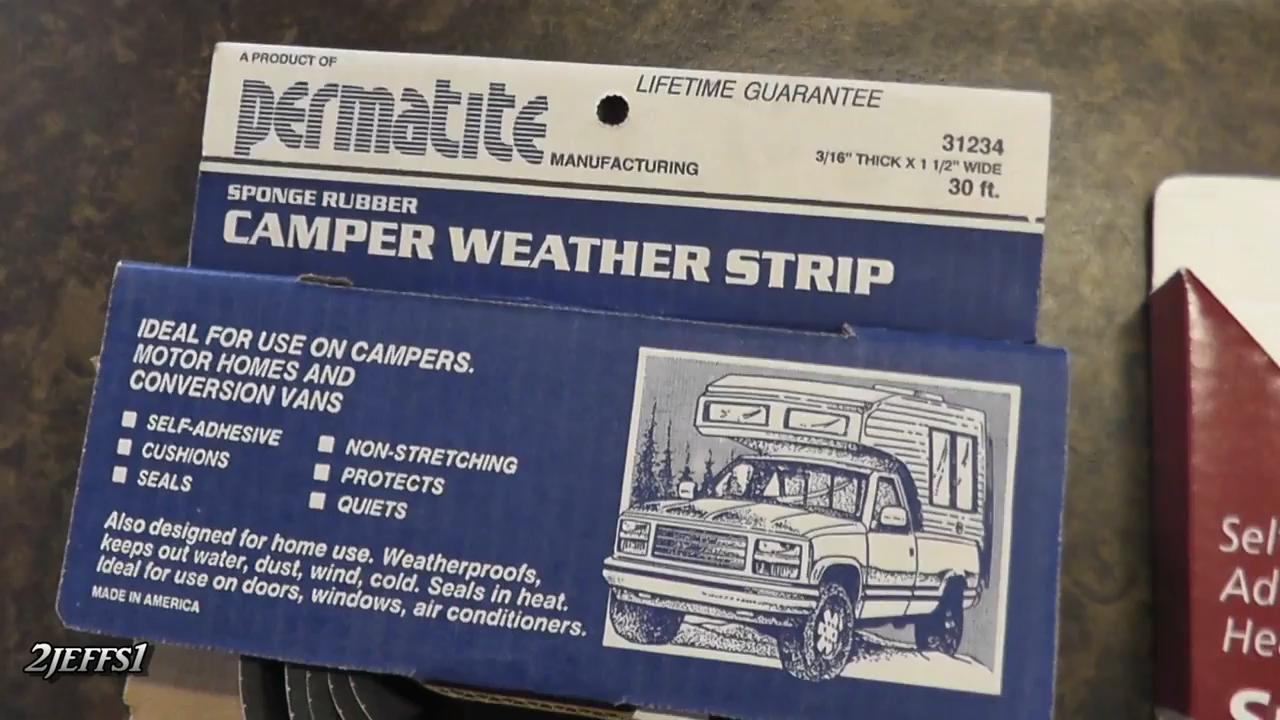 A PRODUCT OF
permatite
MANUFACTURING
LIFETIME GUARANTEE
31234
3/16" THICK X 1 1/2" WIDE
30 ft.
SPONGE RUBBER
CAMPER WEATHER STRIP
IDEAL FOR USE ON CAMPERS.
MOTOR HOMES AND
CONVERSION VANS
SELF-ADHESIVE
CUSHIONS
SEALS
NON-STRETCHING
PROTECTS
QUIETS
Also designed for home use. Weatherproofs,
keeps out water, dust, wind, cold. Seals in heat.
Ideal for use on doors, windows, air conditioners.
MADE IN AMERICA
2JEFFS1